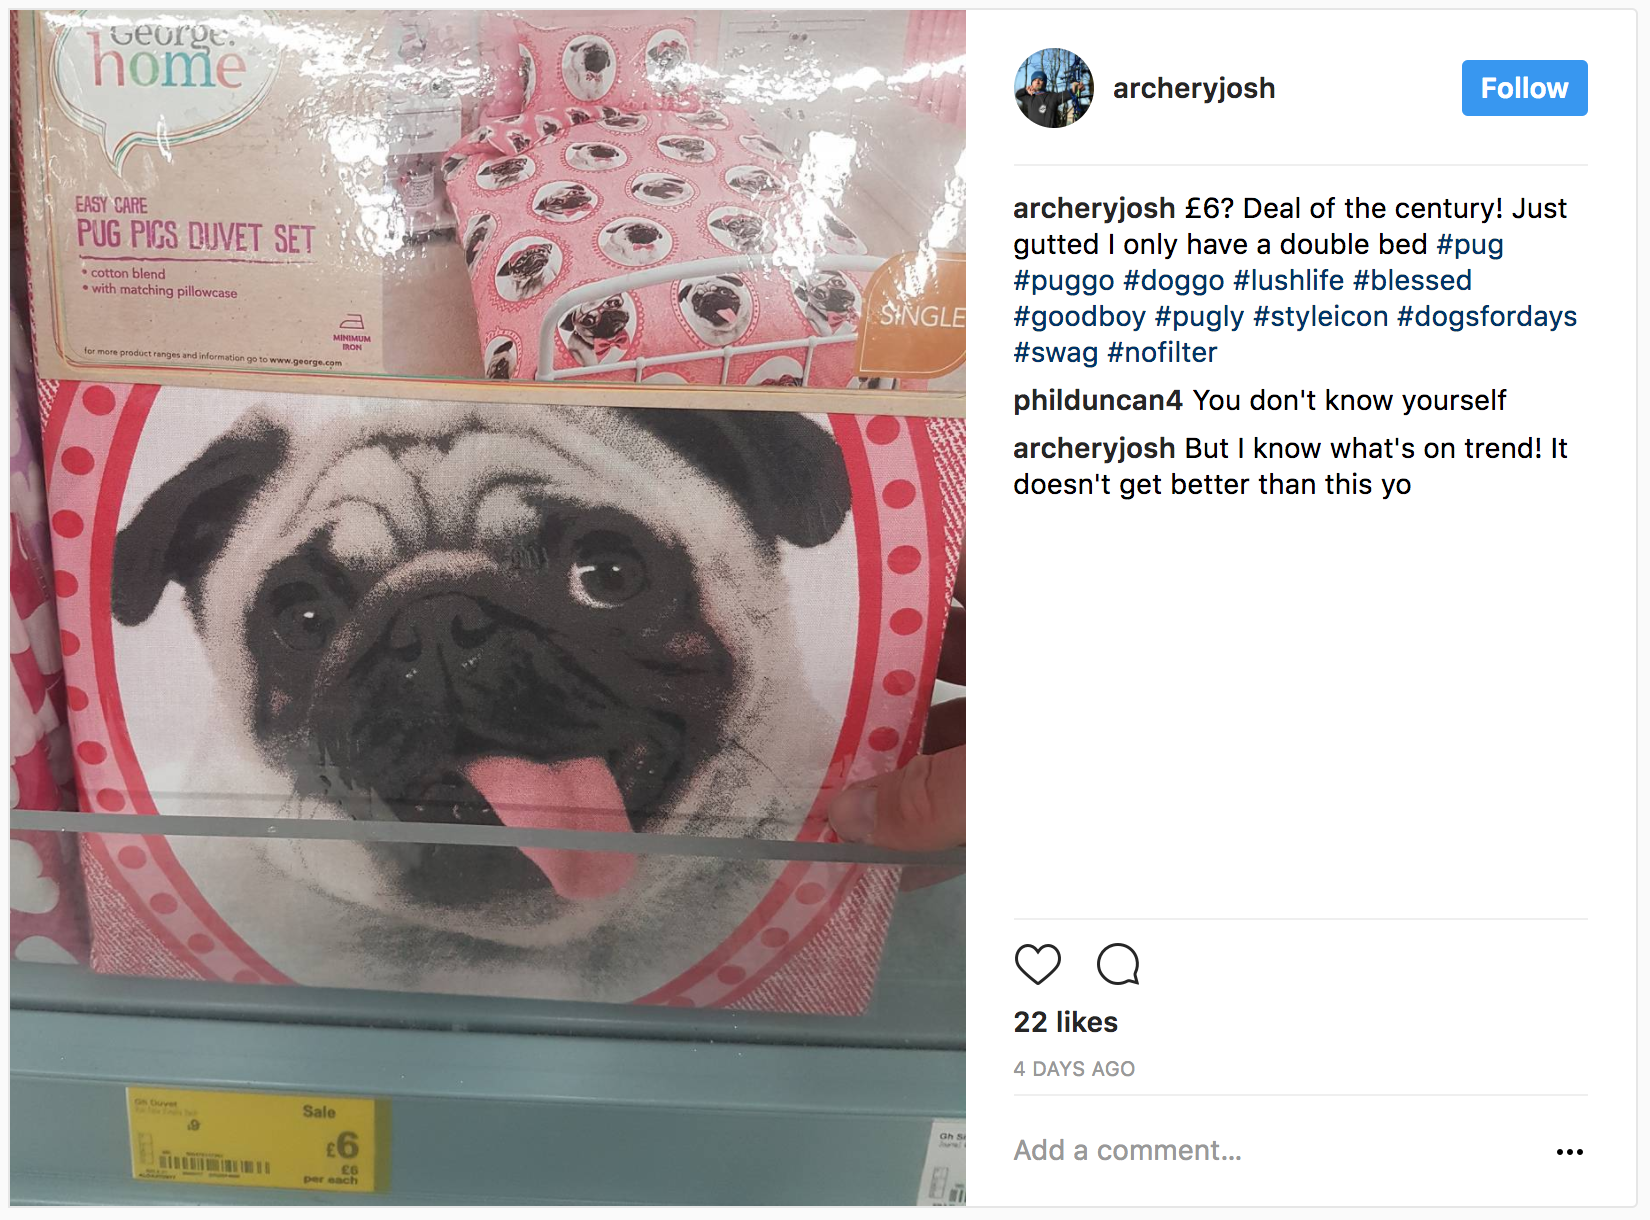 George.
home
EASY CARE
PUG PICS DUVET SET
• cotton blend
• with matching pillowcase
MINIMUM
IRON
for more product ranges and information go to www.george.com
SINGLE
Gh Duvet
Sale
£6
£6
per each
archeryjosh
Follow
archeryjosh £6? Deal of the century! Just
gutted I only have a double bed #pug
#puggo #doggo #lushlife #blessed
#goodboy #pugly #styleicon #dogsfordays
#swag #nofilter
philduncan4 You don't know yourself
archeryjosh But I know what's on trend! It
doesn't get better than this yo
22 likes
4 DAYS AGO
Add a comment...